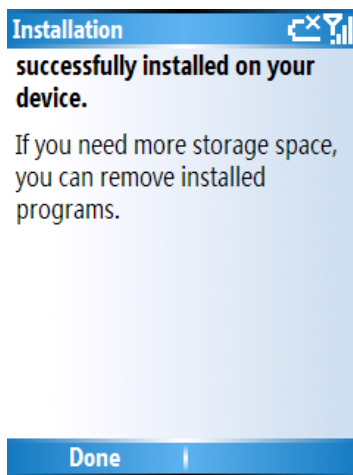 Installation
successfully installed on your
device.
If you need more storage space,
you can remove installed
programs.
Done